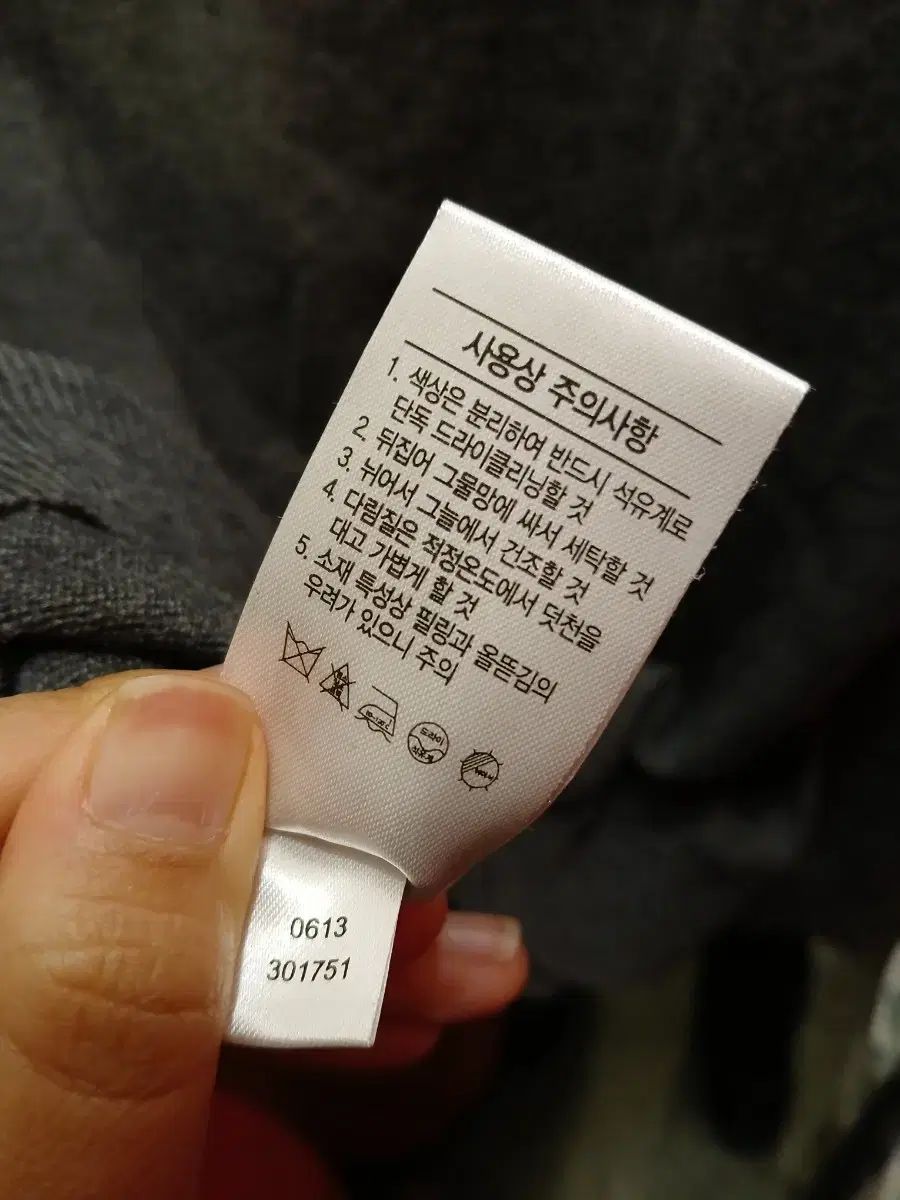 사용상 주의사항
1. 색상은 분리하여 반드시 석유계로
단독 드라이클리닝할 것
2. 뒤집어 그물망에 싸서 세탁할 것
3. 뉘어서 그늘에서 건조할 것
4. 다림질은 적정온도에서 덧천을
대고 가볍게 할 것
5. 소재 특성상 필링과 올뜯김의
우려가 있으니 주의
드라이
석유계
0613
301751